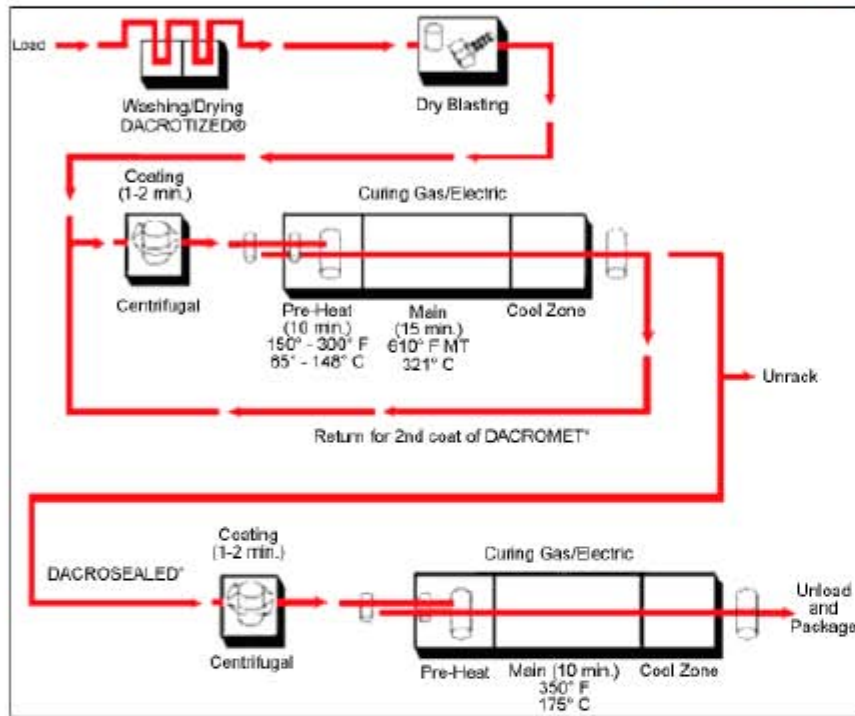 Load
Washing/Drying
DACROTIZED®
Dry Blasting
Coating
(1-2 min.)
Centrifugal
Curing Gas/Electric
Pre-Heat
(10 min.)
150° - 300° F
65° - 148° C
Main
(15 min.)
610° F MT
321° C
Cool Zone
Unrack
Return for 2nd coat of DACROMET*
DACROSEALED*
Coating
(1-2 min.)
Centrifugal
Curing Gas/Electric
Pre-Heat
Main (10 min.)
350° F
175° C
Cool Zone
Unload
and
Package